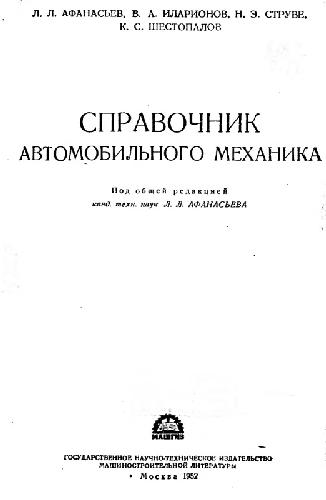 Л. Л. АФАНАСЬЕВ, В. А. ИЛАРИОНОВ, Н. Э. СТРУВЕ,
К. С. ШЕСТОПАЛОВ
СПРАВОЧНИК
АВТОМОБИЛЬНОГО МЕХАНИКА
Под общей редакцией
канд. техн. наук Л. Л. АФАНАСЬЕВА
МАШГИЗ
ГОСУДАРСТВЕННОЕ НАУЧНО-ТЕХНИЧЕСКОЕ ИЗДАТЕЛЬСТВО
МАШИНОСТРОИТЕЛЬНОЙ ЛИТЕРАТУРЫ
Москва 1952